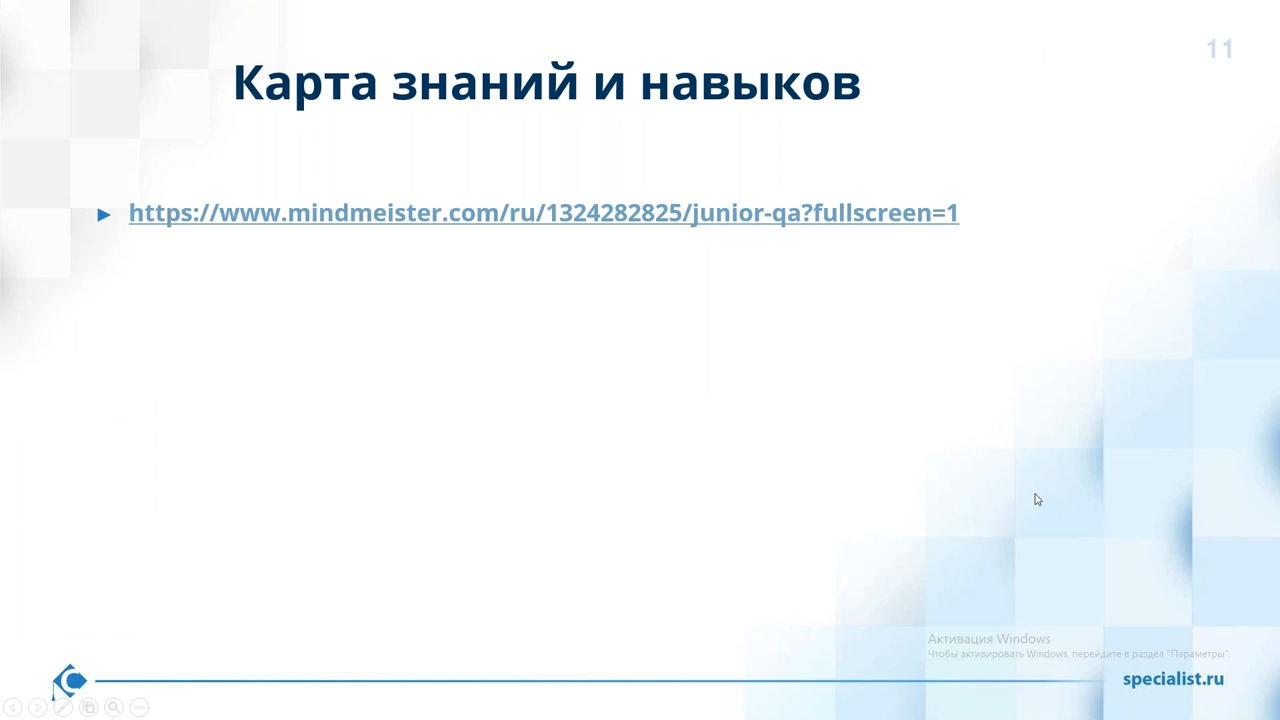 11
Карта знаний и навыков
https://www.mindmeister.com/ru/1324282825/junior-qa?fullscreen=1
Активация Windows
Чтобы активировать Windows, перейдите в раздел "Параметры".
specialist.ru